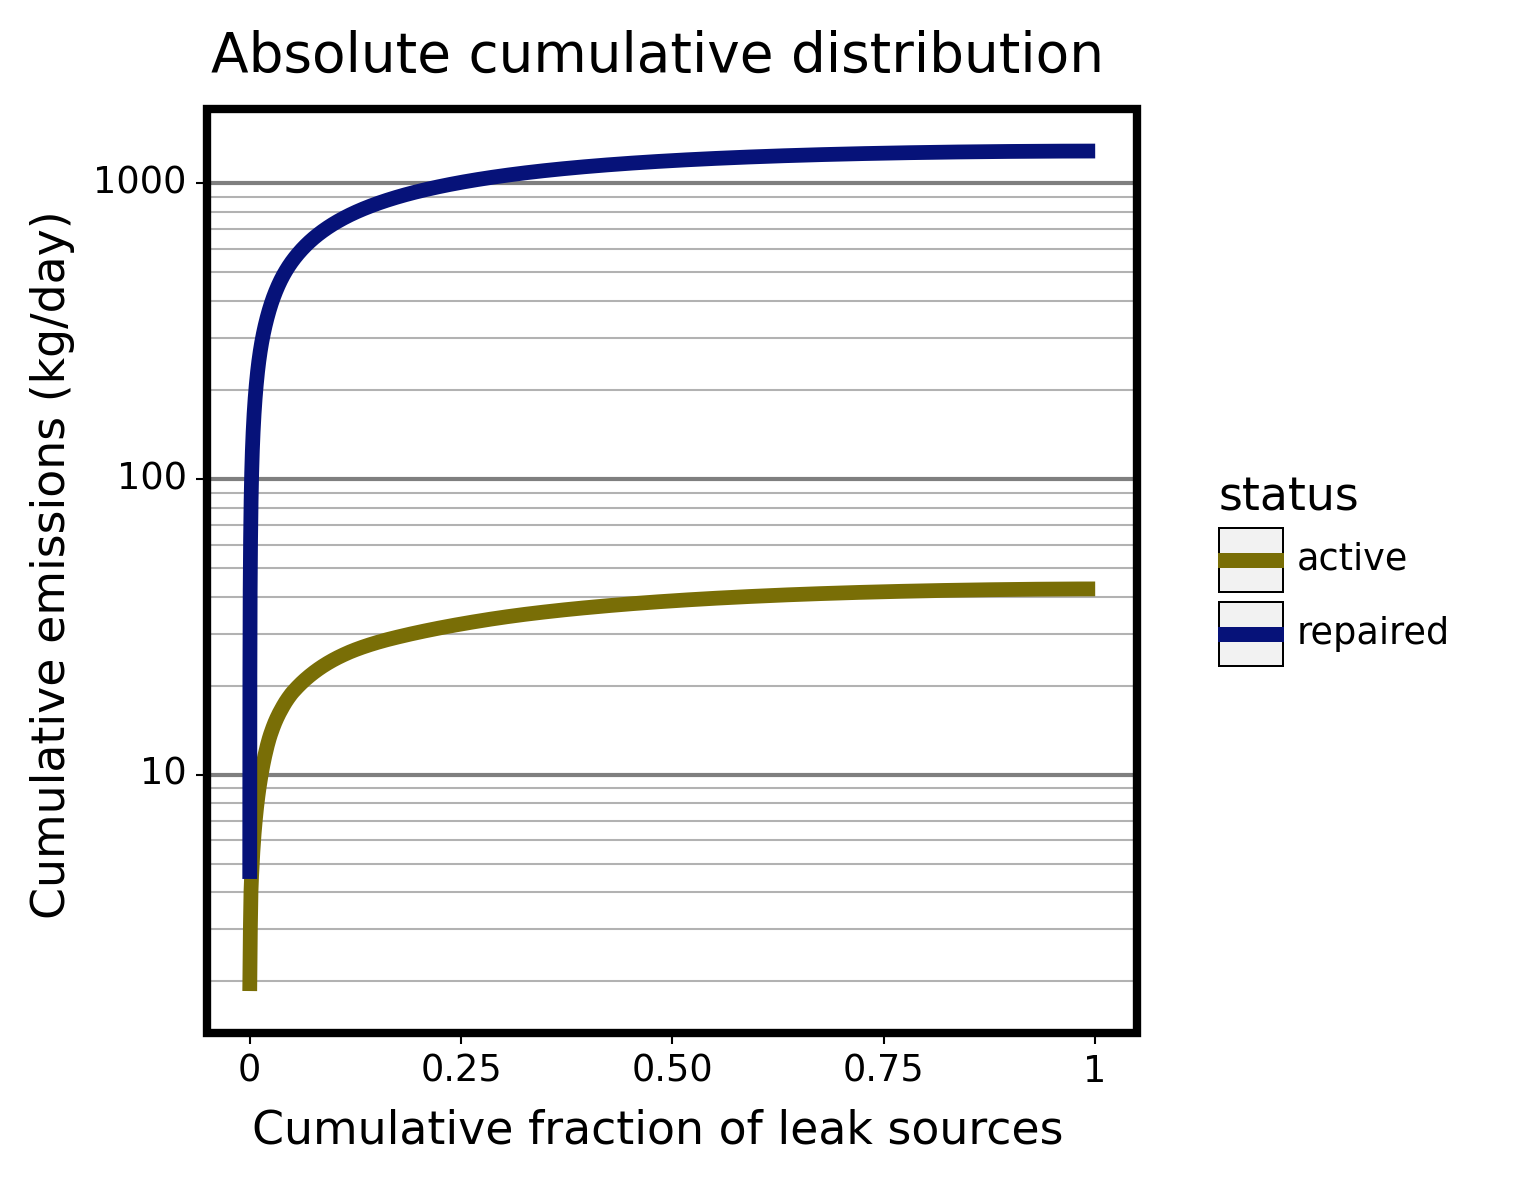 Absolute cumulative distribution
Cumulative emissions (kg/day)
1000
100
10
0 0.25 0.50 0.75 1
Cumulative fraction of leak sources
status
active
repaired